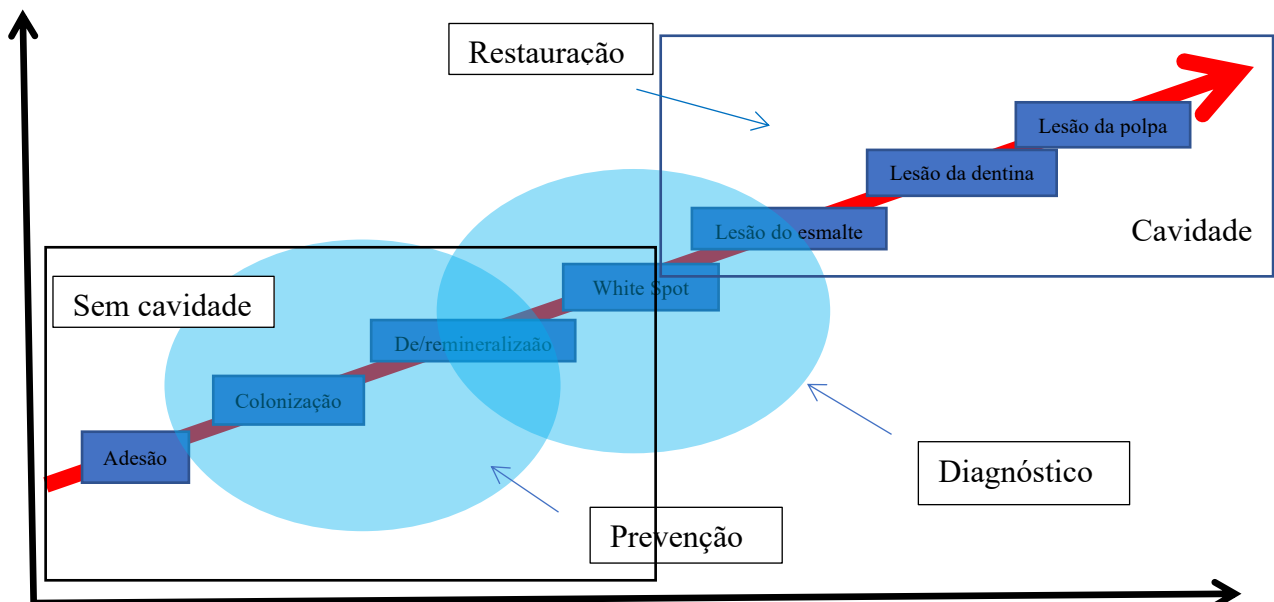 Restauração
Lesão da polpa
Lesão da dentina
Lesão do esmalte
Cavidade
White Spot
Sem cavidade
De/remineralizaão
Colonização
Adesão
Diagnóstico
Prevenção